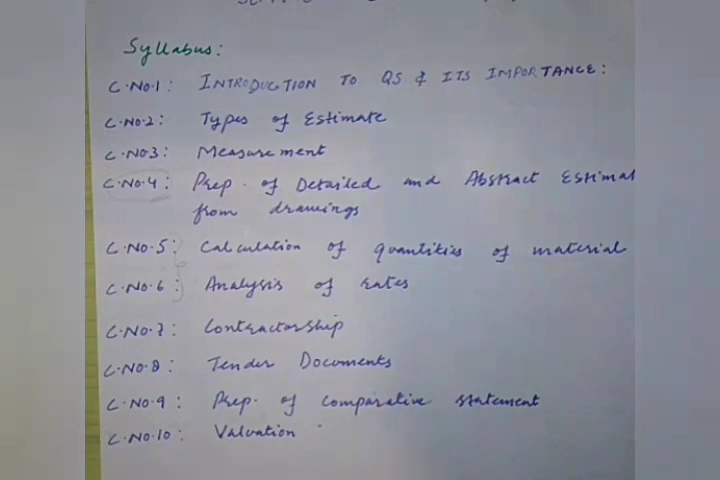 Syllabus:
C.No.1: INTRODUCTION TO QS & ITS IMPORTANCE:
C.No.2: Types of Estimate
C.No.3: Measurement
C.No.4: Prep. of Detailed and Abstract Estimat
from drawings
C.No.5: Calculation of quantities of material
C.No.6: Analysis of rates
C.No.7: Contractorship
C.No.8: Tender Documents
C.No.9: Prep. of comparative statement
C.No.10: Valuation